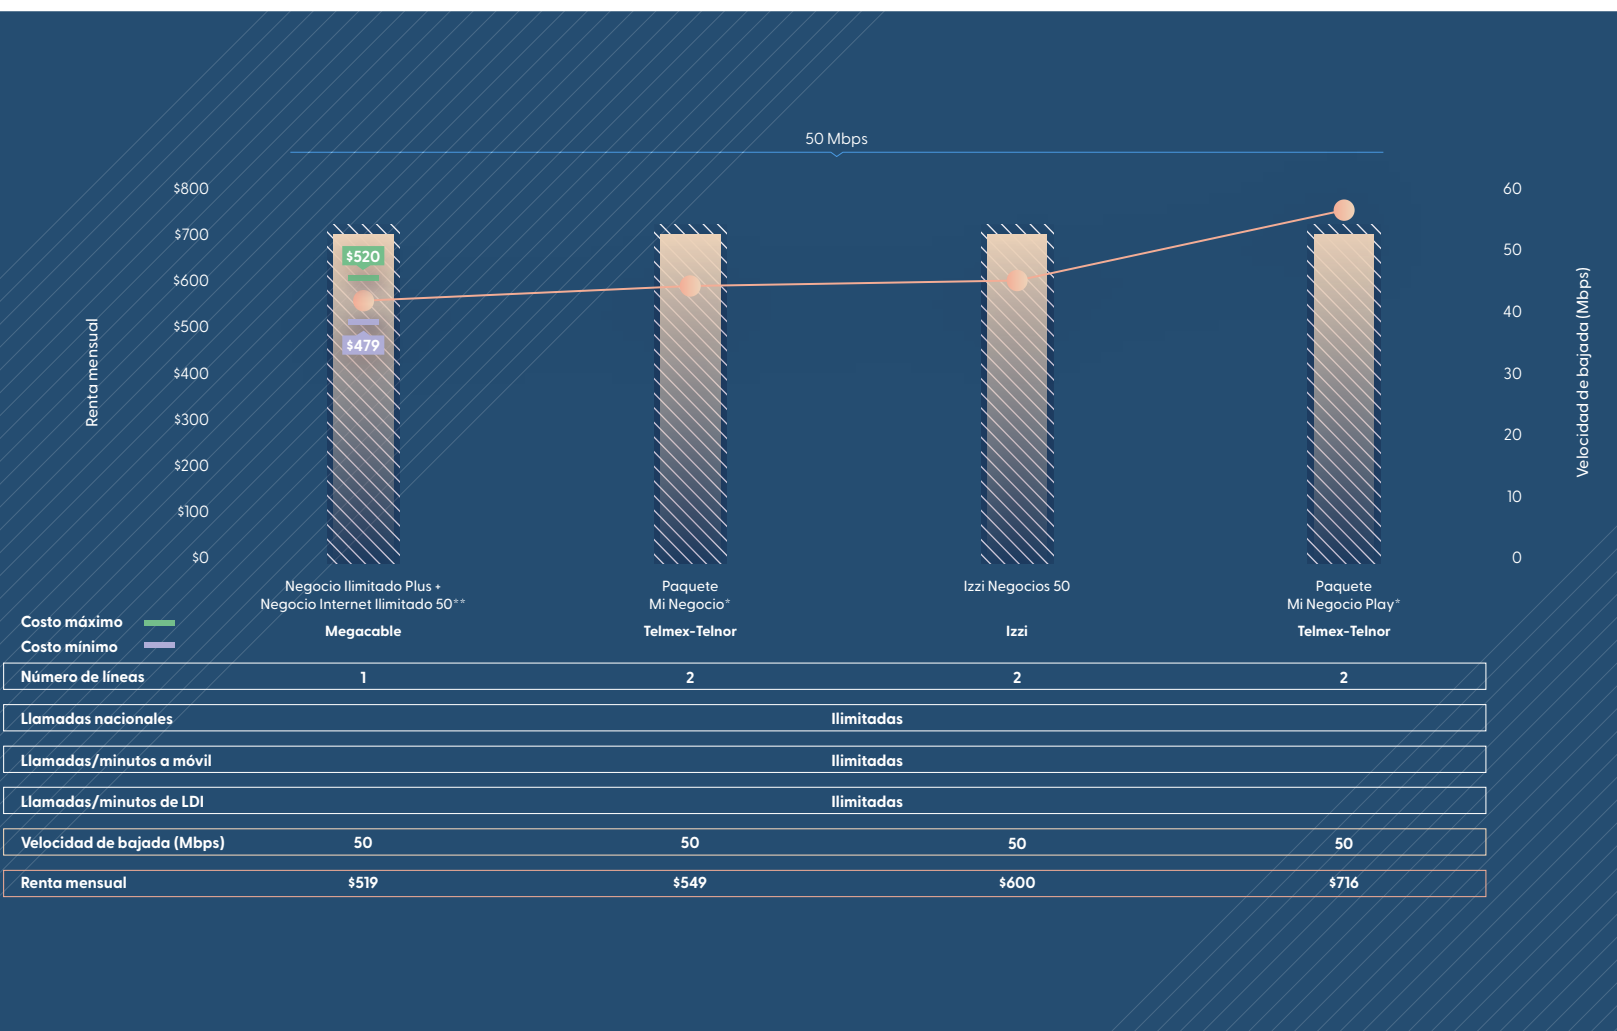 50 Mbps
$800
$700
$600
$500
$400
$300
$200
$100
$0
Renta mensual
60
50
40
30
20
10
0
Velocidad de bajada (Mbps)
$520
$479
Negocio Ilimitado Plus +
Negocio Internet Ilimitado 50**
Megacable
Paquete
Mi Negocio*
Telmex-Telnor
Izzi Negocios 50
Izzi
Paquete
Mi Negocio Play*
Telmex-Telnor
Costo máximo
Costo mínimo
Número de líneas 1 2 2 2
Llamadas nacionales Ilimitadas
Llamadas/minutos a móvil Ilimitadas
Llamadas/minutos de LDI Ilimitadas
Velocidad de bajada (Mbps) 50 50 50 50
Renta mensual $519 $549 $600 $716